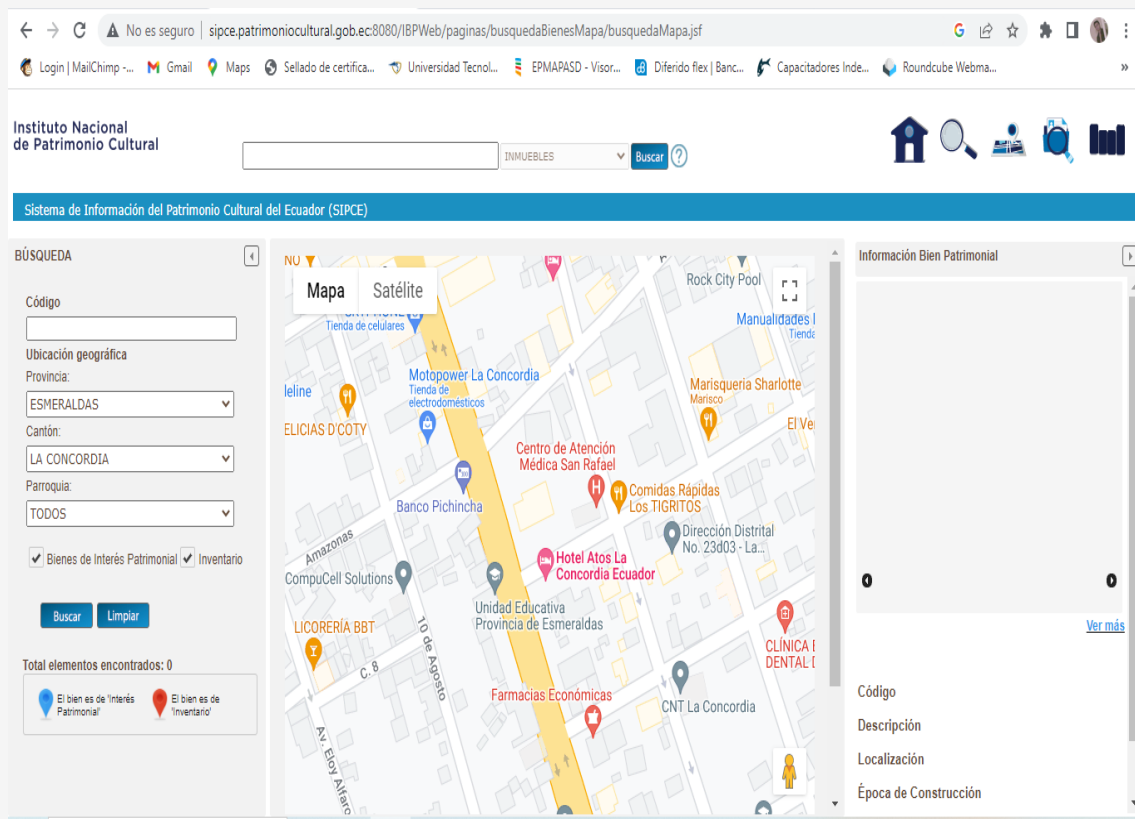 No es seguro | sipce.patrimoniocultural.gob.ec:8080/IBPWeb/paginas/busquedaBienesMapa/busquedaMapa.jsf
Login | MailChimp -... Gmail Maps Sellado de certifica... Universidad Tecnol... EPMAPASD - Visor... Diferido flex | Banc... Capacitadores Inde... Roundcube Webma... »
Instituto Nacional
de Patrimonio Cultural
INMUEBLES Buscar ?
Sistema de Información del Patrimonio Cultural del Ecuador (SIPCE)
BÚSQUEDA
Código
Ubicación geográfica
Provincia:
ESMERALDAS
Cantón:
LA CONCORDIA
Parroquia:
TODOS
Bienes de Interés Patrimonial Inventario
Buscar Limpiar
Total elementos encontrados: 0
El bien es de 'Interés
Patrimonial'
El bien es de
'Inventario'
NO
Mapa Satélite
Tienda de celulares
Rock City Pool
Manualidades
Tienda
Motopower La Concordia
Tienda de
electrodomésticos
deline
ELICIAS D'COTY
Marisqueria Sharlotte
Marisco
El Ve
Centro de Atención
Médica San Rafael
Banco Pichincha
Comidas Rápidas
Los TIGRITOS
Dirección Distrital
No. 23d03 - La...
Amazonas
Hotel Atos La
Concordia Ecuador
CompuCell Solutions
Unidad Educativa
Provincia de Esmeraldas
LICORERÍA BBT
10 de Agosto
C. 8
CLÍNICA
DENTAL
Farmacias Económicas
CNT La Concordia
Av. Eloy Alfaro
Información Bien Patrimonial
Ver más
Código
Descripción
Localización
Época de Construcción